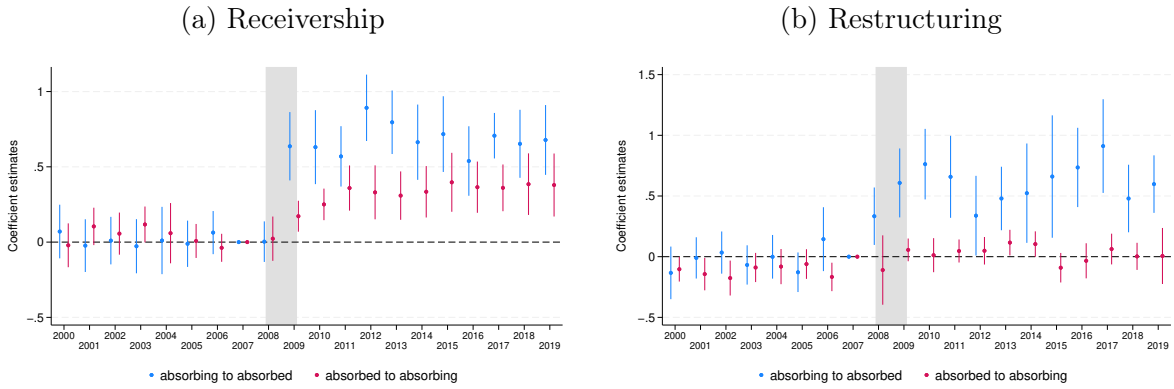 (a) Receivership
Coefficient estimates
1
.5
0
-.5
2000 2002 2004 2006 2008 2010 2012 2014 2016 2018
2001 2003 2005 2007 2009 2011 2013 2015 2017 2019
absorbing to absorbed absorbed to absorbing
(b) Restructuring
Coefficient estimates
1.5
1
.5
0
-.5
2000 2002 2004 2006 2008 2010 2012 2014 2016 2018
2001 2003 2005 2007 2009 2011 2013 2015 2017 2019
absorbing to absorbed absorbed to absorbing